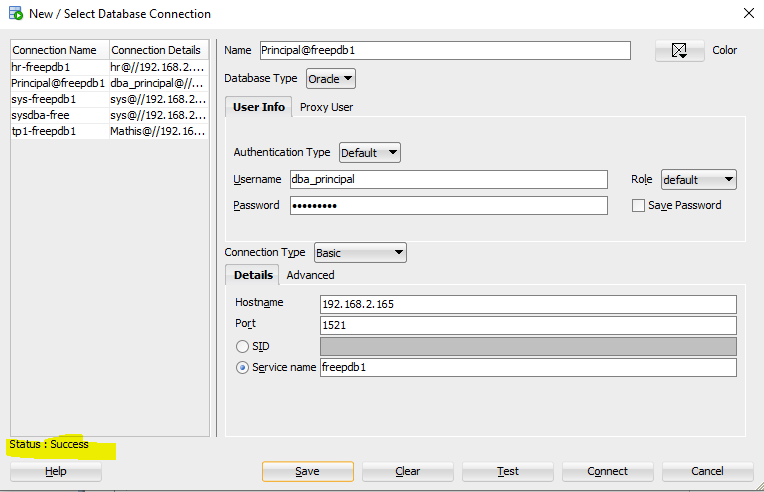 New / Select Database Connection
Connection Name Connection Details
hr-freepdb1 hr@//192.168.2....
Principal@freepdb1 dba_principal@//...
sys-freepdb1 sys@//192.168.2...
sysdba-free sys@//192.168.2...
tp1-freepdb1 Mathis@//192.16...
Name Principal@freepdb1 Color
Database Type Oracle
User Info Proxy User
Authentication Type Default
Username dba_principal Role default
Password ●●●●●●●●● Save Password
Connection Type Basic
Details Advanced
Hostname 192.168.2.165
Port 1521
SID
Service name freepdb1
Status : Success
Help Save Clear Test Connect Cancel